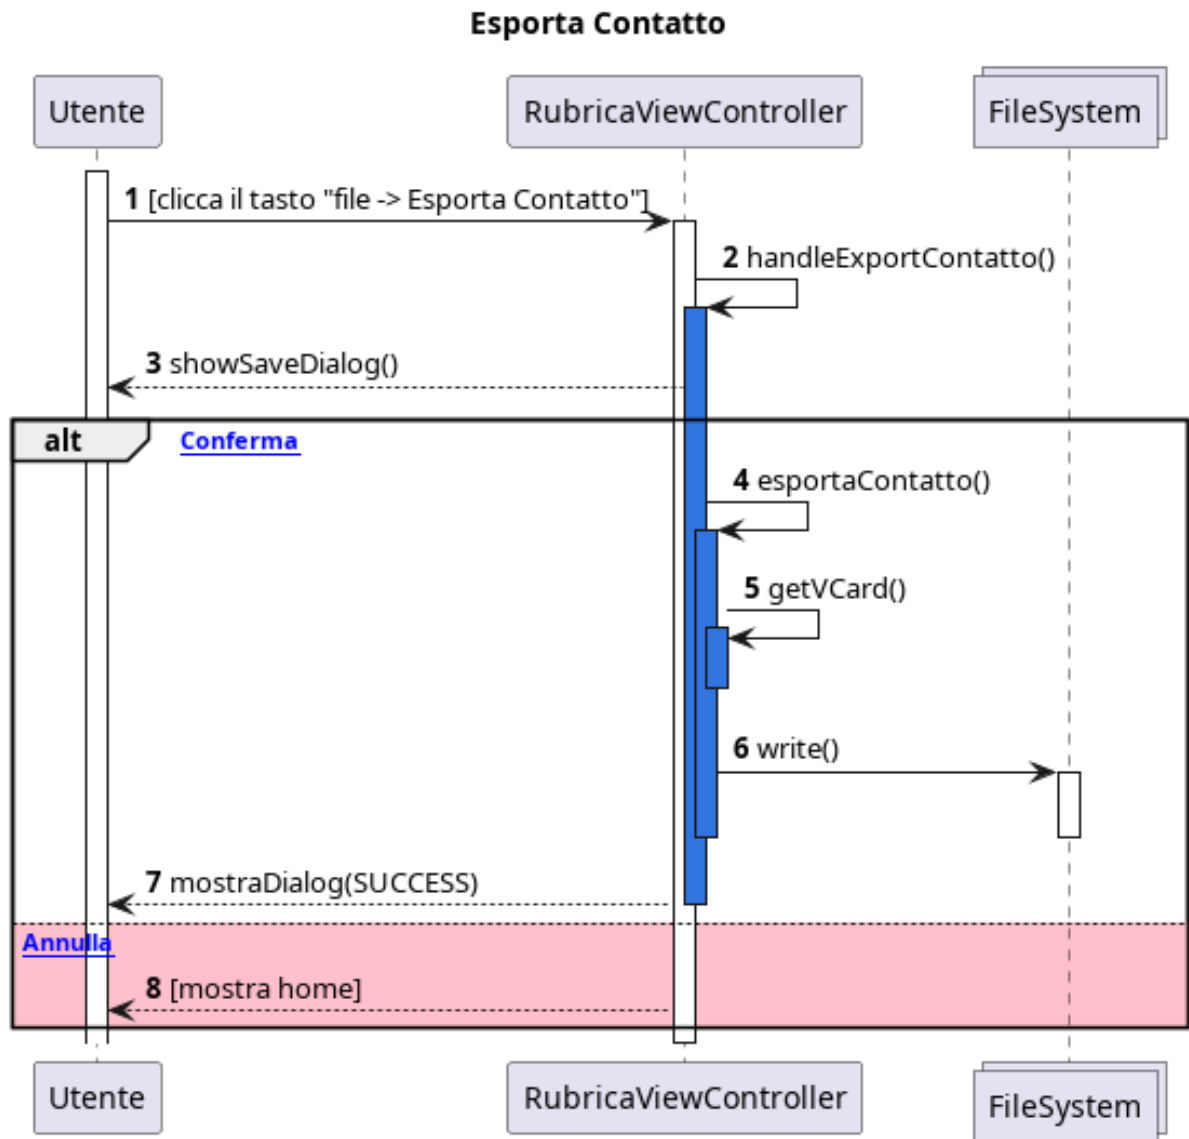 Esporta Contatto
Utente
RubricaViewController
FileSystem
1 [clicca il tasto "file -> Esporta Contatto"]
2 handleExportContatto()
3 showSaveDialog()
alt
Conferma
4 esportaContatto()
5 getVCard()
6 write()
7 mostraDialog(SUCCESS)
Annulla
8 [mostra home]
Utente
RubricaViewController
FileSystem